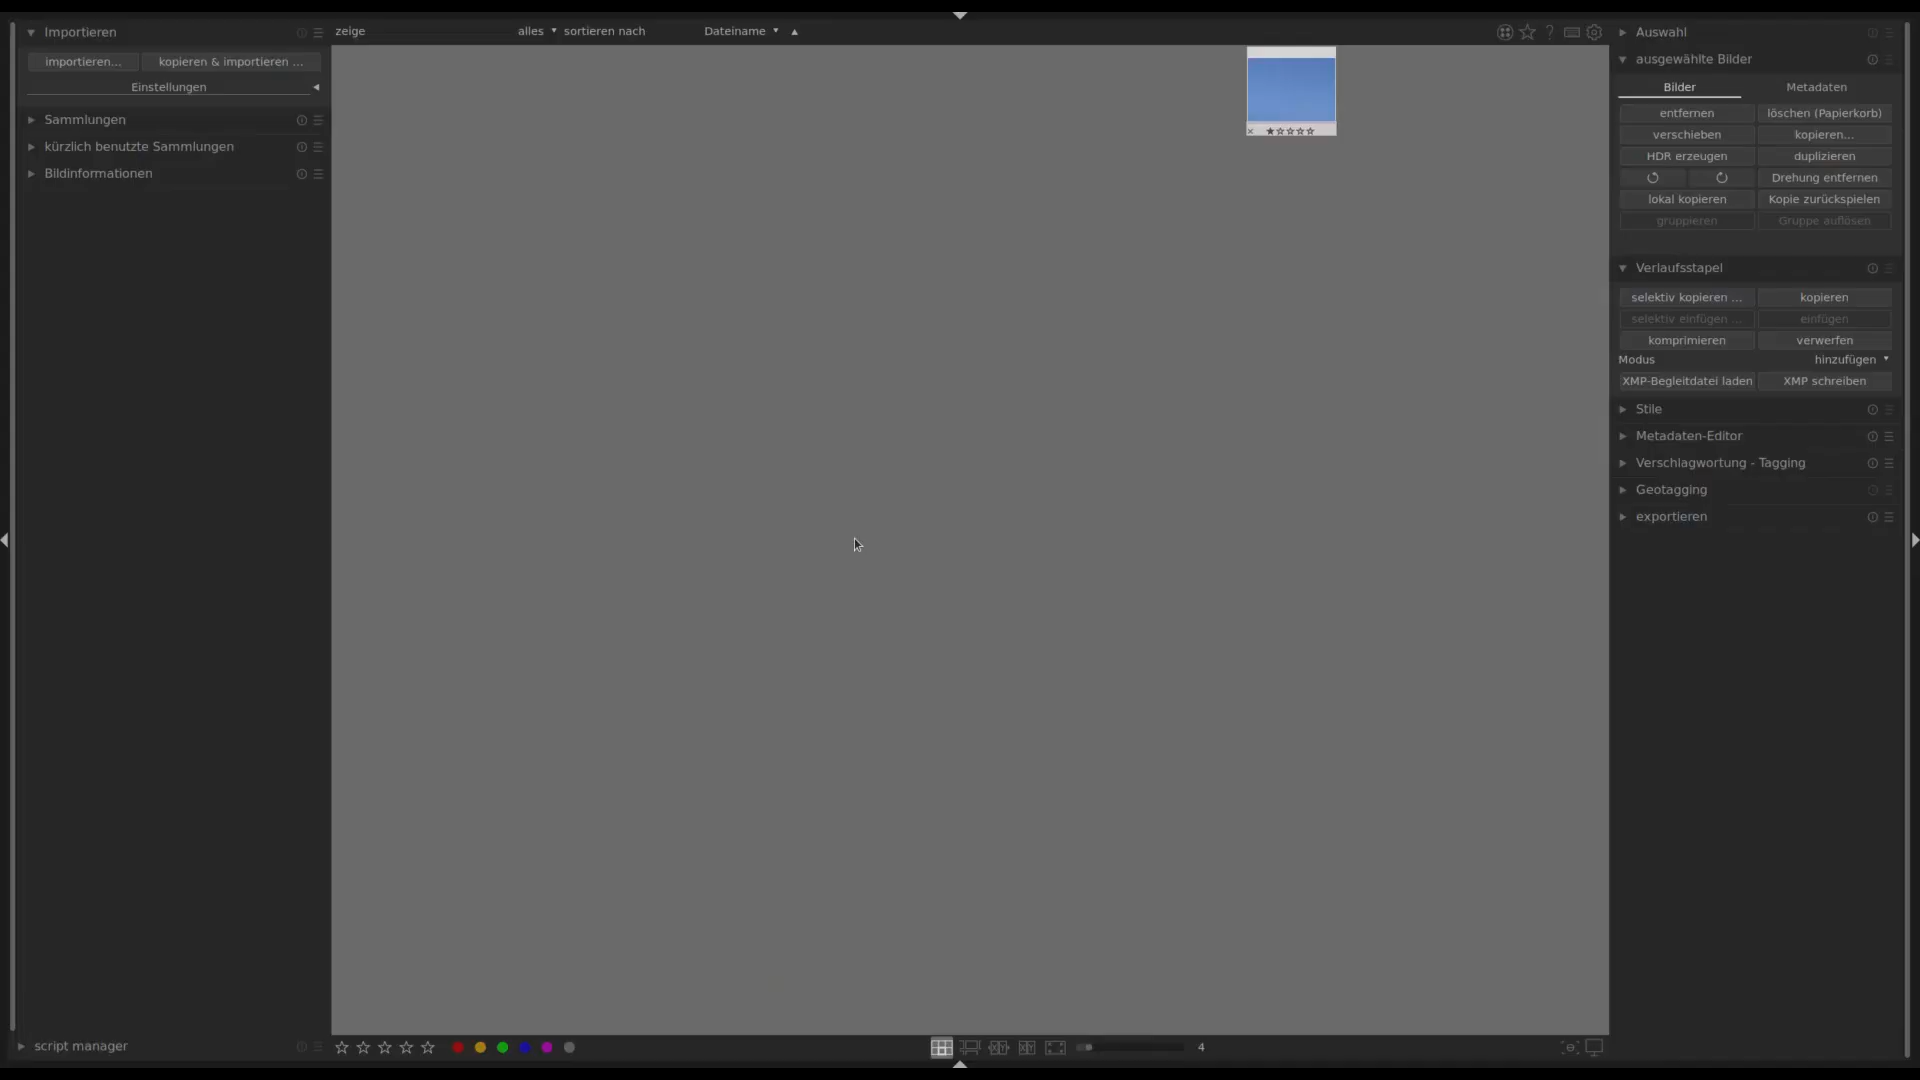 Importieren
importieren...
kopieren & importieren ...
Einstellungen
Sammlungen
kürzlich benutzte Sammlungen
Bildinformationen
script manager
zeige
alles
sortieren nach
Dateiname
4
Auswahl
ausgewählte Bilder
Bilder
Metadaten
entfernen
löschen (Papierkorb)
verschieben
kopieren...
HDR erzeugen
duplizieren
Drehung entfernen
lokal kopieren
Kopie zurückspielen
gruppieren
Gruppe auflösen
Verlaufsstapel
selektiv kopieren ...
kopieren
selektiv einfügen ...
einfügen
komprimieren
verwerfen
Modus
hinzufügen
XMP-Begleitdatei laden
XMP schreiben
Stile
Metadaten-Editor
Verschlagwortung - Tagging
Geotagging
exportieren